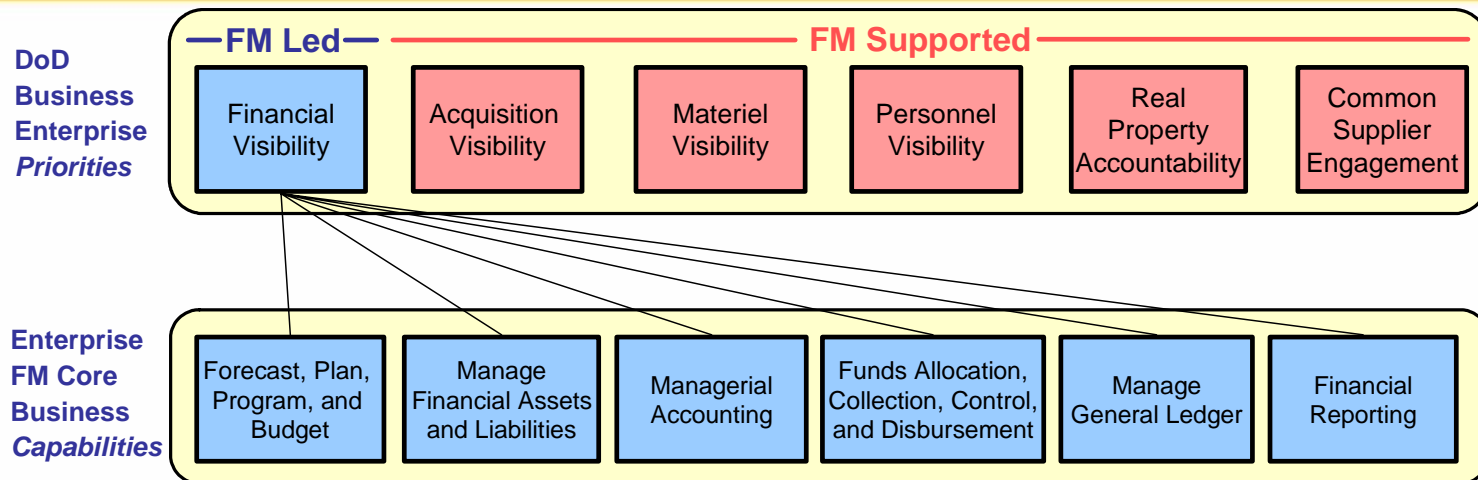 FM Led
FM Supported
DoD
Business
Enterprise
Priorities
Financial
Visibility
Acquisition
Visibility
Materiel
Visibility
Personnel
Visibility
Real
Property
Accountability
Common
Supplier
Engagement
Enterprise
FM Core
Business
Capabilities
Forecast, Plan,
Program, and
Budget
Manage
Financial Assets
and Liabilities
Managerial
Accounting
Funds Allocation,
Collection, Control,
and Disbursement
Manage
General Ledger
Financial
Reporting